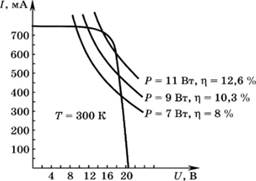 I, мА
700
600
500
400
300
200
100
T = 300 К
P = 11 Вт, η = 12,6 %
P = 9 Вт, η = 10,3 %
P = 7 Вт, η = 8 %
4 8 12 16 20 U, В